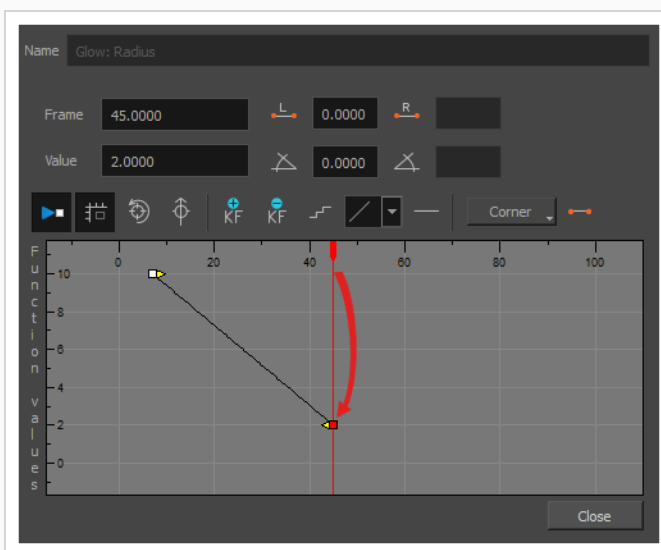 Name Glow: Radius
Frame 45.0000 L 0.0000 R
Value 2.0000 0.0000
KF KF Corner
0 20 40 60 80 100
10
8
6
4
2
0
Function values
Close